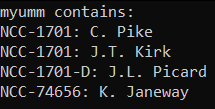 myumm contains:
NCC-1701: C. Pike
NCC-1701: J.T. Kirk
NCC-1701-D: J.L. Picard
NCC-74656: K. Janeway